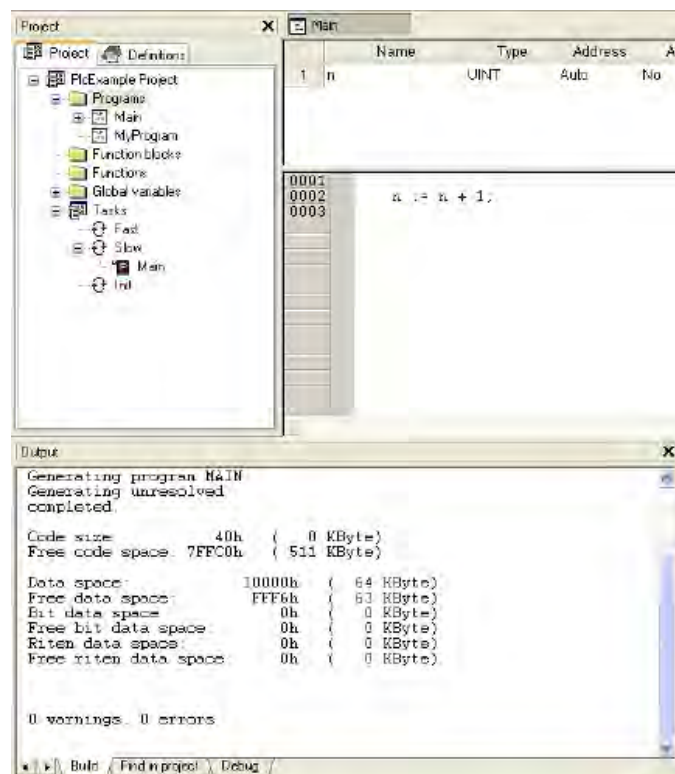 Project
Project Definitions
PlcExample Project
Programs
Main
MyProgram
Function blocks
Functions
Global variables
Tasks
Fast
Slow
Main
Init
Main
Name Type Address A
1 n UINT Auto No
0001
0002 n := n + 1;
0003
Output
Generating program MAIN
Generating unresolved
completed.
Code size 40h ( 0 KByte)
Free code space: 7FFC0h ( 511 KByte)
Data space: 10000h ( 64 KByte)
Free data space: FFF6h ( 63 KByte)
Bit data space 0h ( 0 KByte)
Free bit data space: 0h ( 0 KByte)
Riten data space: 0h ( 0 KByte)
Free riten data space 0h ( 0 KByte)
0 warnings, 0 errors
Build Find in project Debug